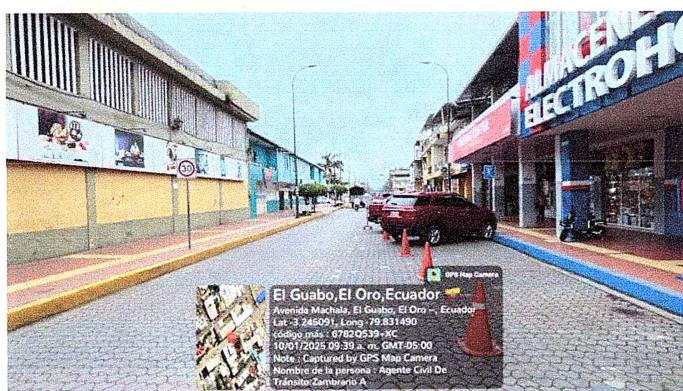 30
ALMACENE
ELECTROHO
GPS Map Camera
El Guabo,El Oro,Ecuador
Avenida Machala, El Guabo, El Oro -, Ecuador
Lat -3.245091, Long -79.831490
código más : 6782Q539+XC
10/01/2025 09:39 a. m. GMT-05:00
Note : Captured by GPS Map Camera
Nombre de la persona : Agente Civil De
Tránsito Zambrano A